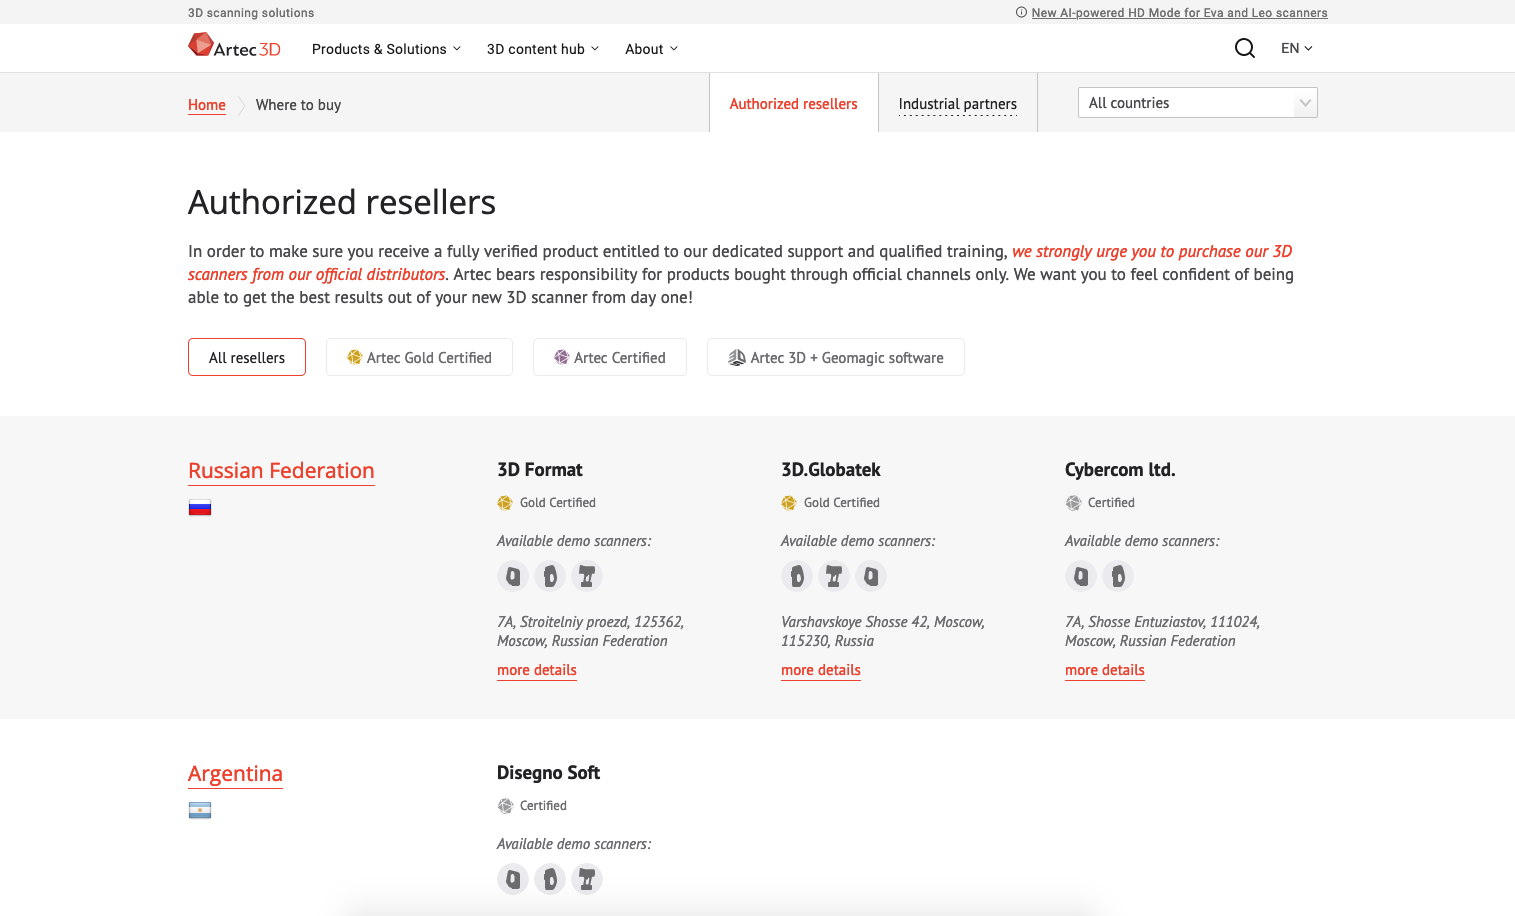 3D scanning solutions
New AI-powered HD Mode for Eva and Leo scanners
Artec 3D
Products & Solutions
3D content hub
About
EN
Home
Where to buy
Authorized resellers
Industrial partners
All countries
Authorized resellers
In order to make sure you receive a fully verified product entitled to our dedicated support and qualified training, we strongly urge you to purchase our 3D
scanners from our official distributors. Artec bears responsibility for products bought through official channels only. We want you to feel confident of being
able to get the best results out of your new 3D scanner from day one!
All resellers
Artec Gold Certified
Artec Certified
Artec 3D + Geomagic software
Russian Federation
3D Format
Gold Certified
Available demo scanners:
7A, Stroitelniy proezd, 125362,
Moscow, Russian Federation
more details
3D.Globatek
Gold Certified
Available demo scanners:
Varshavskoye Shosse 42, Moscow,
115230, Russia
more details
Cybercom ltd.
Certified
Available demo scanners:
7A, Shosse Entuziastov, 111024,
Moscow, Russian Federation
more details
Argentina
Disegno Soft
Certified
Available demo scanners: